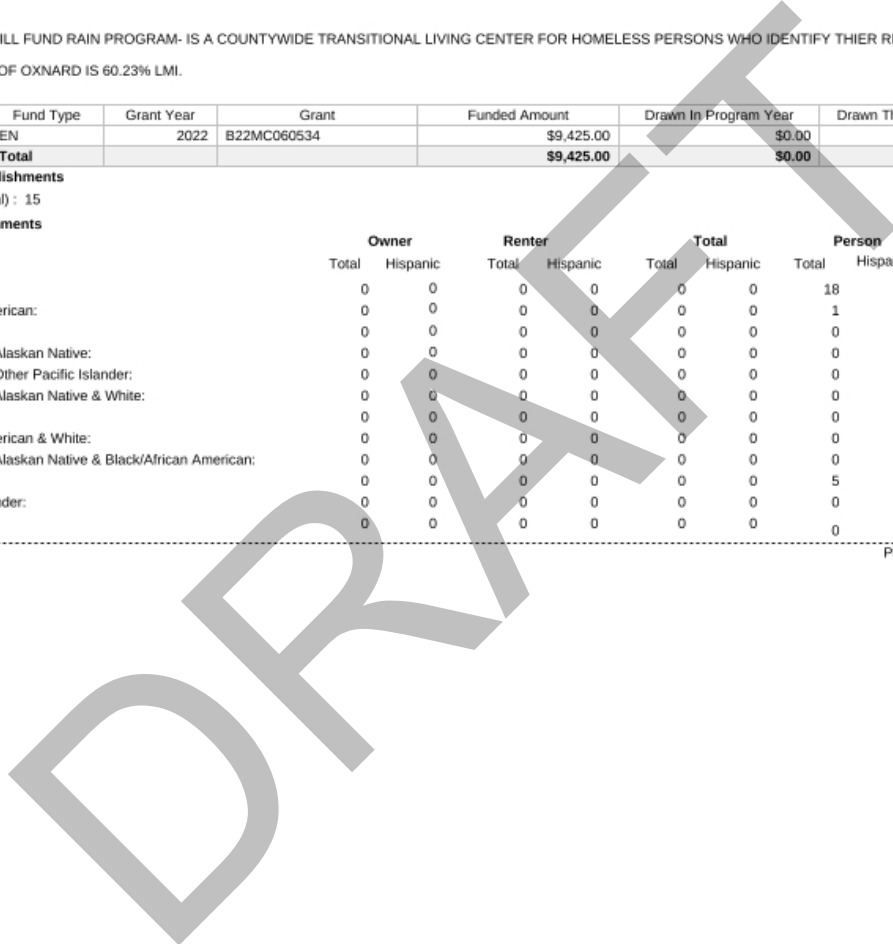 ILL FUND RAIN PROGRAM- IS A COUNTYWIDE TRANSITIONAL LIVING CENTER FOR HOMELESS PERSONS WHO IDENTIFY THIER R
OF OXNARD IS 60.23% LMI.
Fund Type Grant Year Grant Funded Amount Drawn In Program Year Drawn Th
EN 2022 B22MC060534 $9,425.00 $0.00
Total $9,425.00 $0.00
lishments
al) : 15
ments
Owner Renter Total Person
Total Hispanic Total Hispanic Total Hispanic Total Hispa
0 0 0 0 0 0 18
erican: 0 0 0 0 0 0 1
0 0 0 0 0 0 0
Alaskan Native: 0 0 0 0 0 0 0
Other Pacific Islander: 0 0 0 0 0 0 0
Alaskan Native & White: 0 0 0 0 0 0 0
0 0 0 0 0 0 0
erican & White: 0 0 0 0 0 0 0
Alaskan Native & Black/African American: 0 0 0 0 0 0 0
0 0 0 0 0 0 5
der: 0 0 0 0 0 0 0
0 0 0 0 0 0 0
P
DRAFT